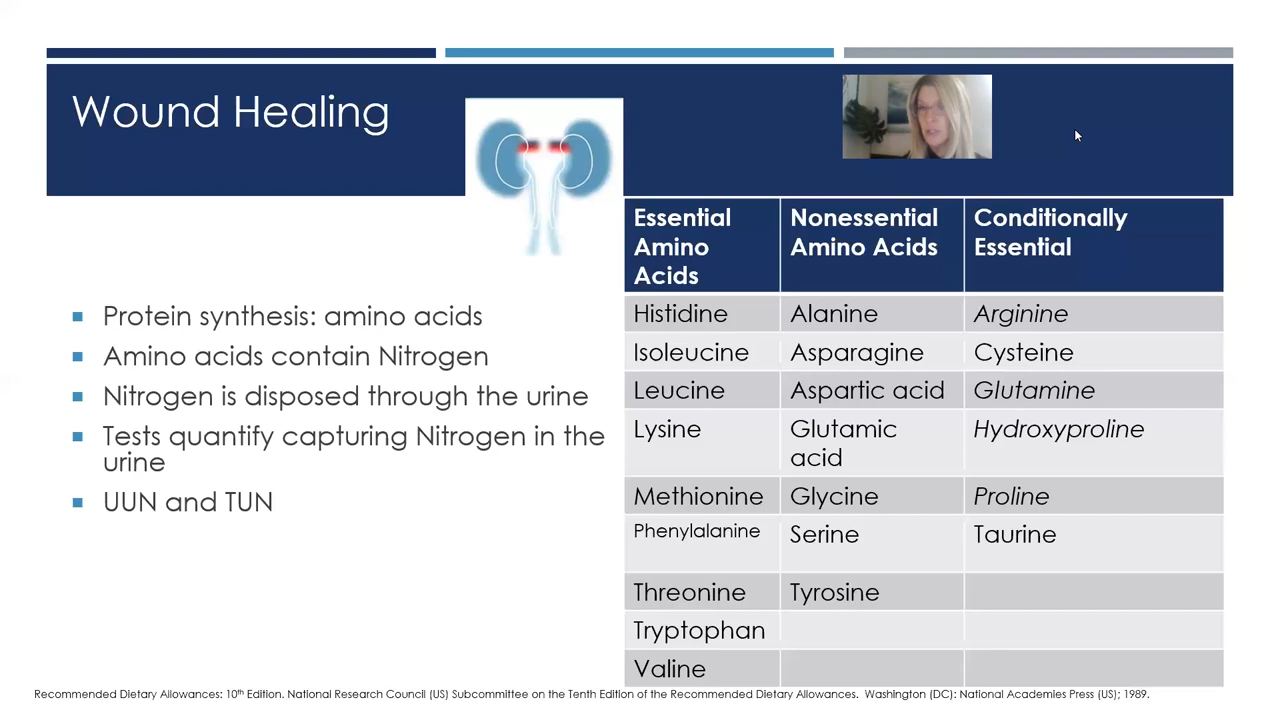 Wound Healing
Protein synthesis: amino acids
Amino acids contain Nitrogen
Nitrogen is disposed through the urine
Tests quantify capturing Nitrogen in the
urine
UUN and TUN
Essential
Amino
Acids
Nonessential
Amino Acids
Conditionally
Essential
Histidine
Alanine
Arginine
Isoleucine
Asparagine
Cysteine
Leucine
Aspartic acid
Glutamine
Lysine
Glutamic
acid
Hydroxyproline
Methionine
Glycine
Proline
Phenylalanine
Serine
Taurine
Threonine
Tyrosine
Tryptophan
Valine
Recommended Dietary Allowances: 10th Edition. National Research Council (US) Subcommittee on the Tenth Edition of the Recommended Dietary Allowances. Washington (DC): National Academies Press (US); 1989.